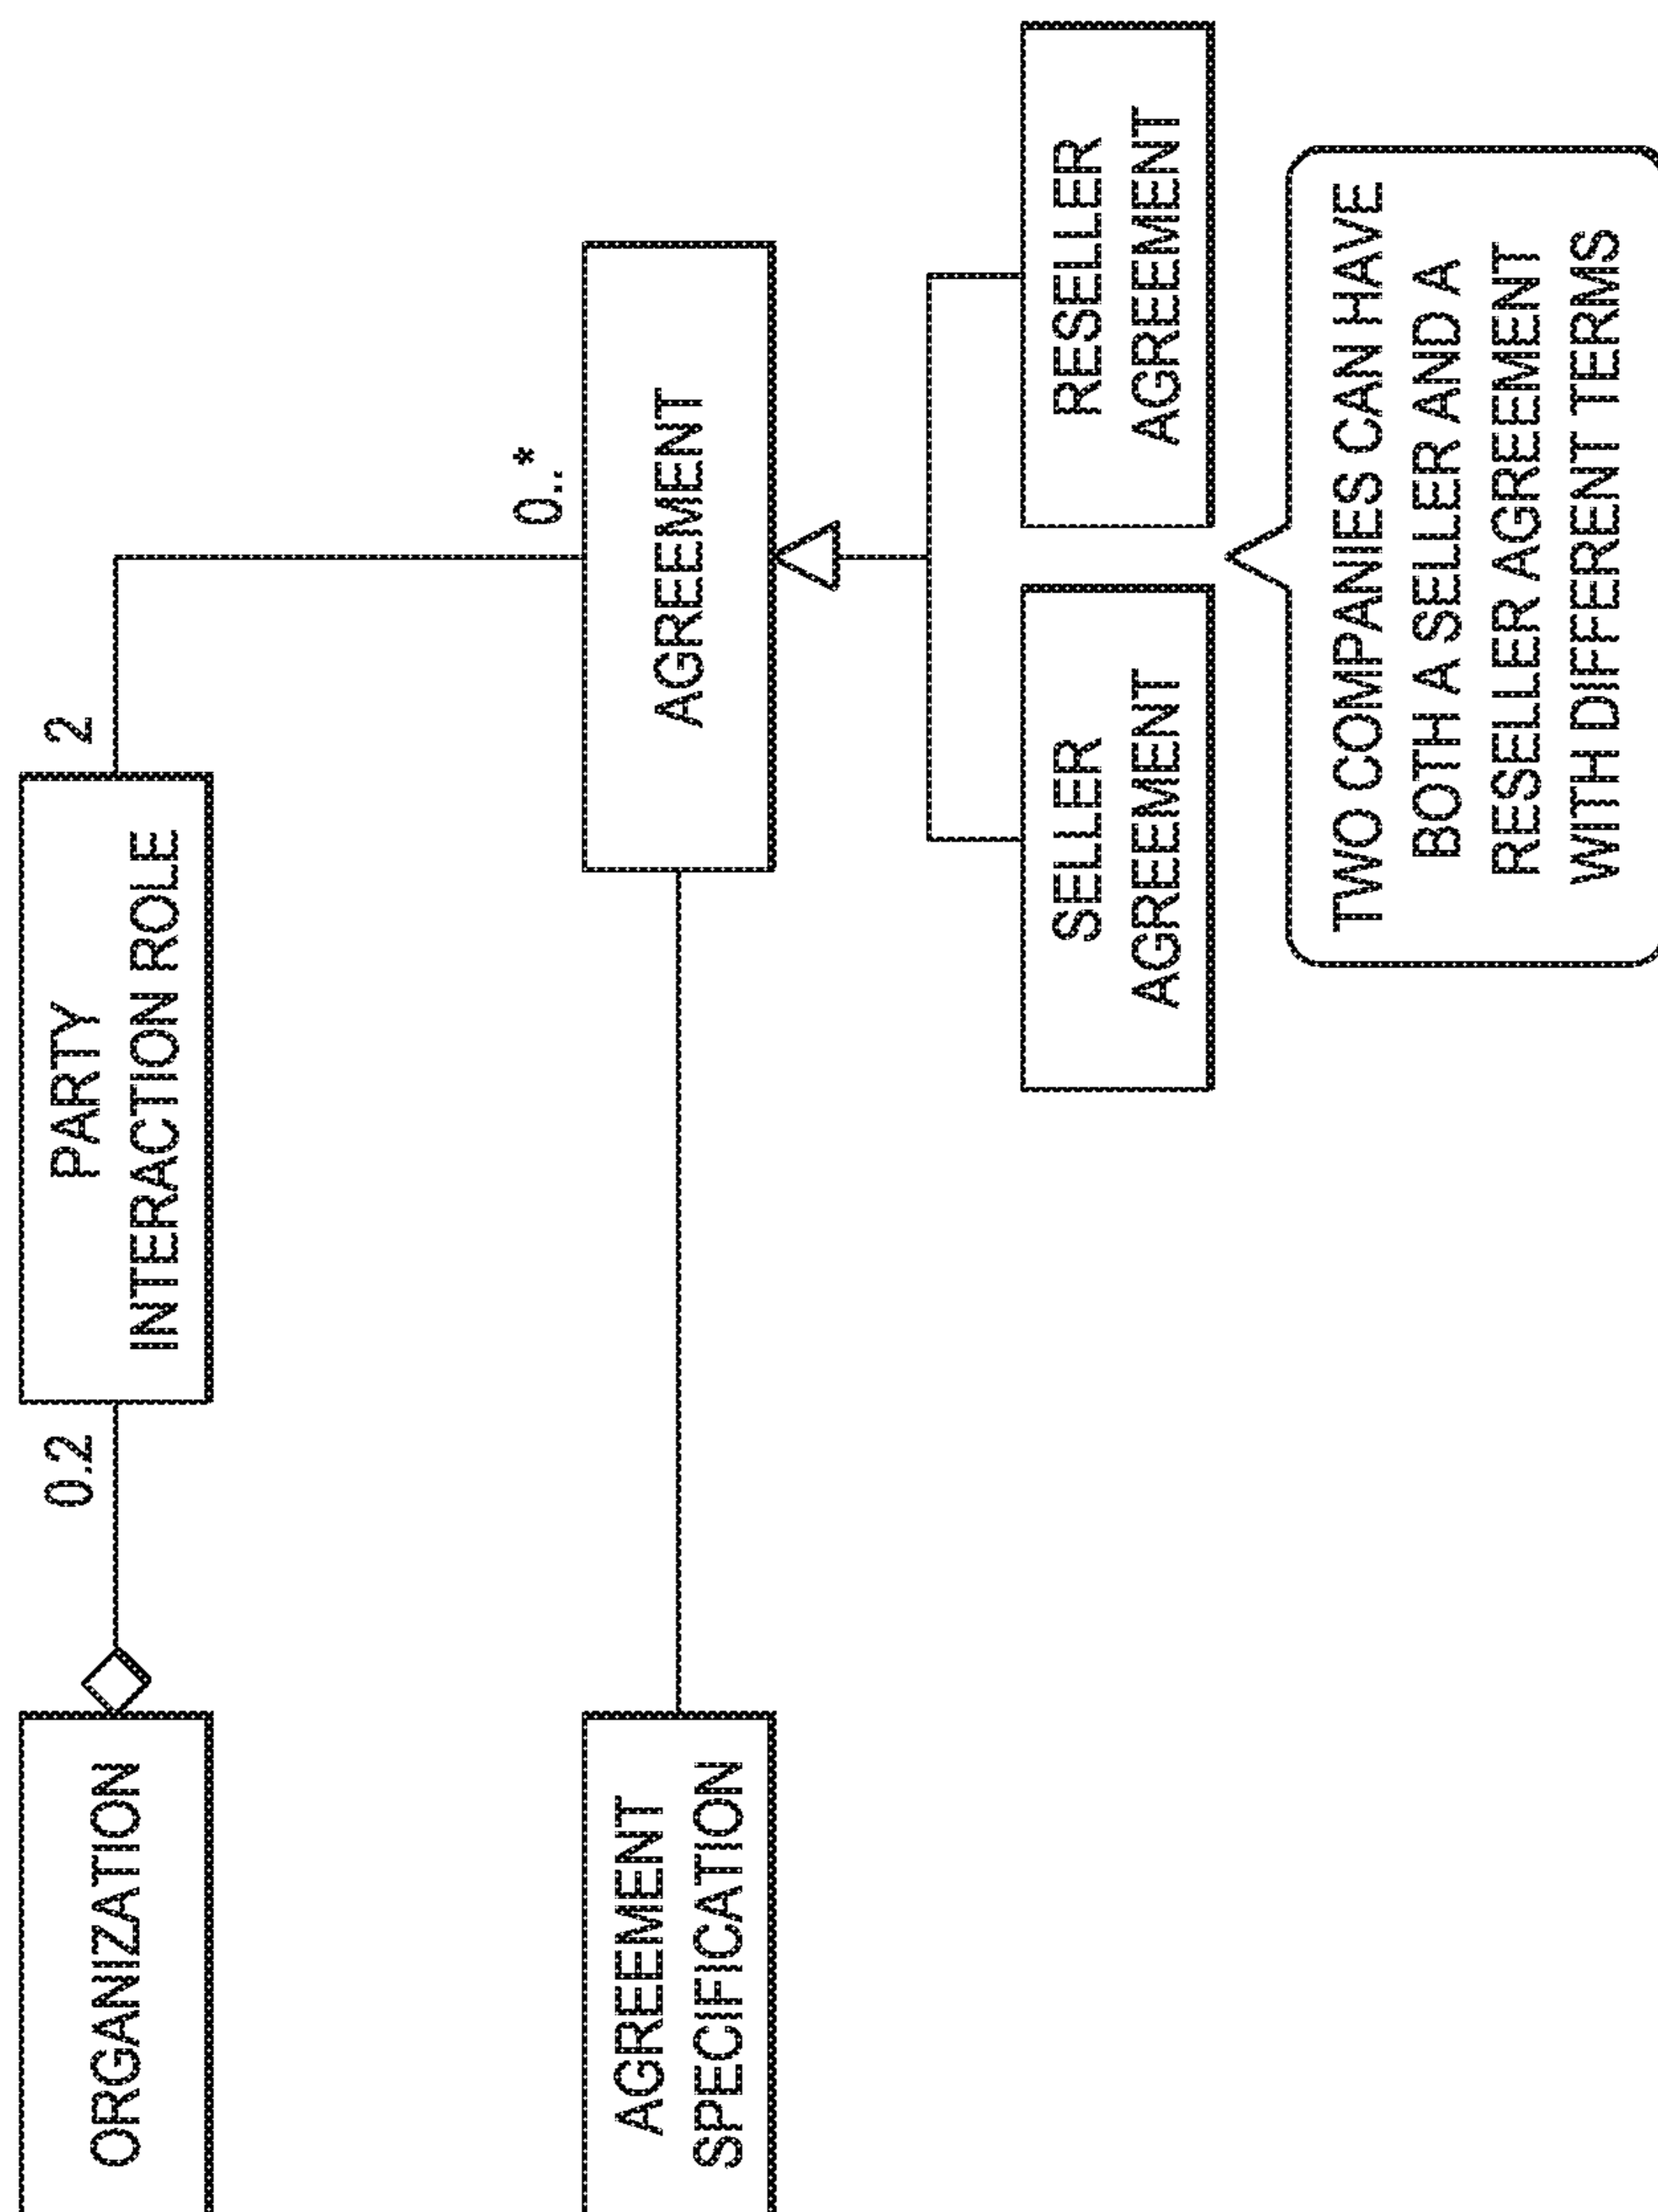 ORGANIZATION
0.2
PARTY
INTERACTION ROLE
2
0..*
AGREEMENT
SPECIFICATION
AGREEMENT
SELLER
AGREEMENT
RESELLER
AGREEMENT
TWO COMPANIES CAN HAVE
BOTH A SELLER AND A
RESELLER AGREEMENT
WITH DIFFERENT TERMS